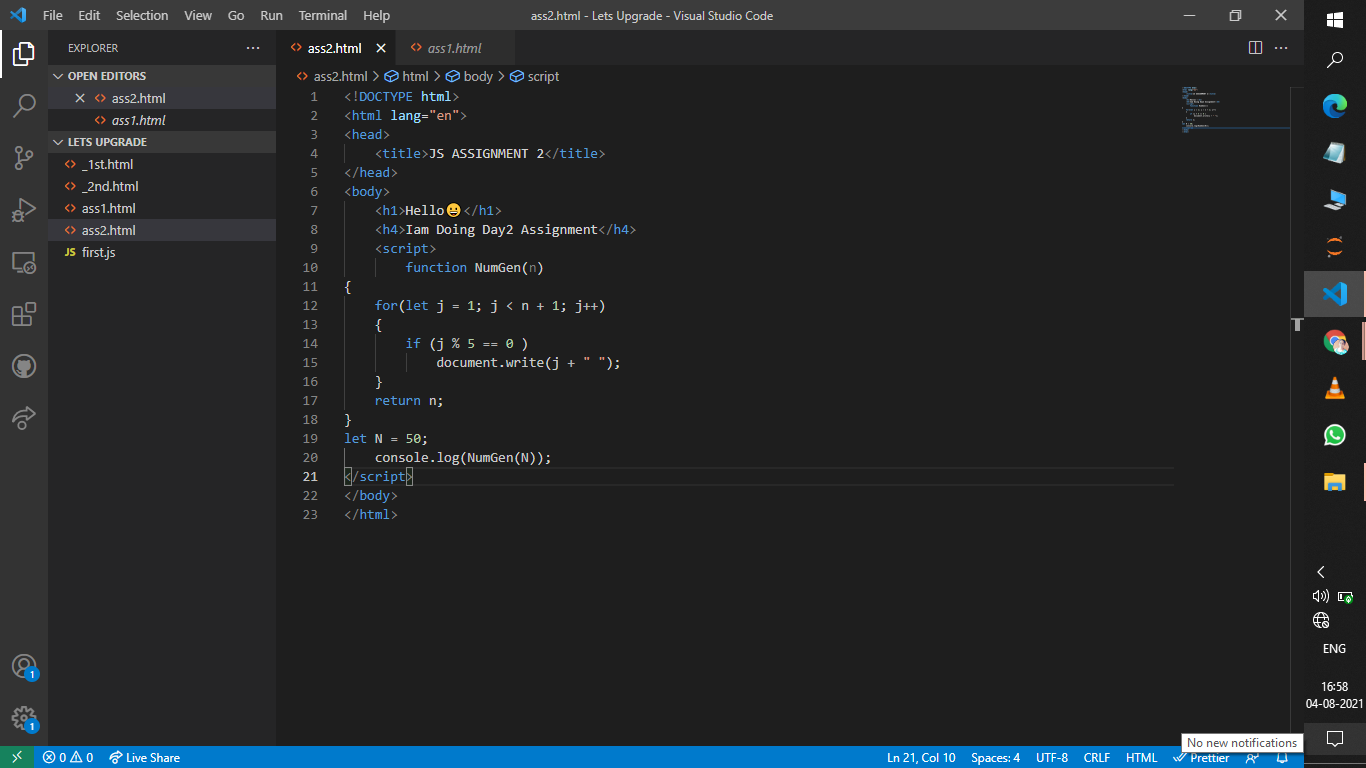 File Edit Selection View Go Run Terminal Help
ass2.html - Lets Upgrade - Visual Studio Code
EXPLORER
OPEN EDITORS
ass2.html
ass1.html
LETS UPGRADE
_1st.html
_2nd.html
ass1.html
ass2.html
JS first.js
ass2.html
ass1.html
ass2.html > html > body > script
1 <!DOCTYPE html>
2 <html lang="en">
3 <head>
4 <title>JS ASSIGNMENT 2</title>
5 </head>
6 <body>
7 <h1>Hello😀</h1>
8 <h4>Iam Doing Day2 Assignment</h4>
9 <script>
10 function NumGen(n)
11 {
12 for(let j = 1; j < n + 1; j++)
13 {
14 if (j % 5 == 0 )
15 document.write(j + " ");
16 }
17 return n;
18 }
19 let N = 50;
20 console.log(NumGen(N));
21 </script>
22 </body>
23 </html>
1
1
0 0 Live Share
Ln 21, Col 10 Spaces: 4 UTF-8 CRLF HTML Prettier
No new notifications
ENG
16:58
04-08-2021